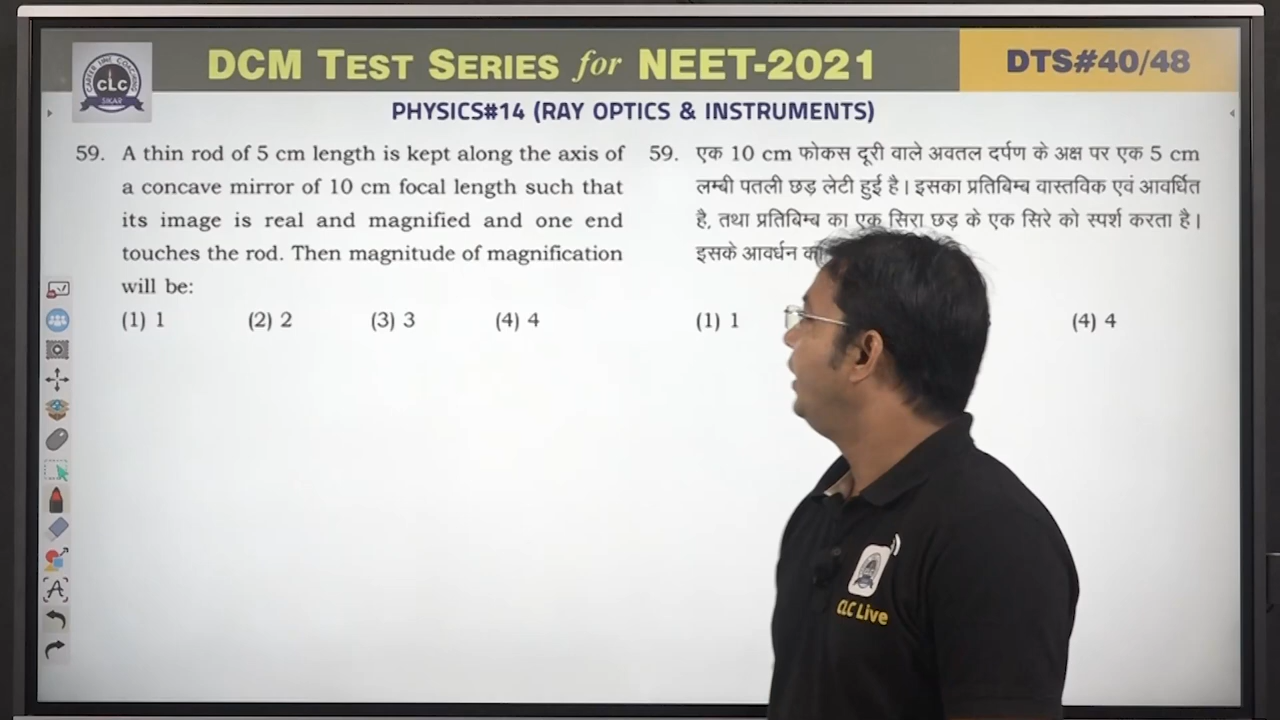 DCM TEST SERIES for NEET-2021
DTS#40/48
CAREER LINE COACHING
CLC
SIKAR
PHYSICS#14 (RAY OPTICS & INSTRUMENTS)
59. A thin rod of 5 cm length is kept along the axis of
a concave mirror of 10 cm focal length such that
its image is real and magnified and one end
touches the rod. Then magnitude of magnification
will be:
(1) 1 (2) 2 (3) 3 (4) 4
59. एक 10 cm फोकस दूरी वाले अवतल दर्पण के अक्ष पर एक 5 cm
लम्बी पतली छड़ लेटी हुई है। इसका प्रतिबिम्ब वास्तविक एवं आवर्धित
है, तथा प्रतिबिम्ब का एक सिरा छड़ के एक सिरे को स्पर्श करता है।
इसके आवर्धन
(1) 1 (4) 4
CLC Live